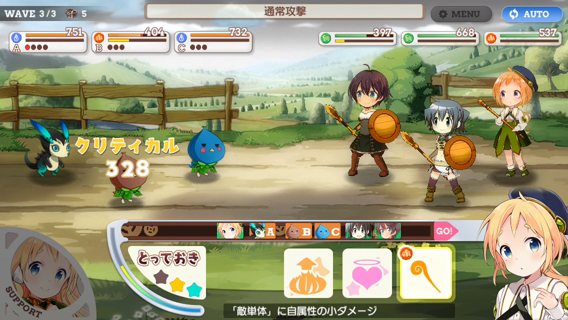 WAVE 3/3 5
通常攻撃
MENU
AUTO
751
404
732
A
B
C
397
668
537
クリティカル
328
A B C
GO!
とっておき
SUPPORT
「敵単体」に自属性の小ダメージ